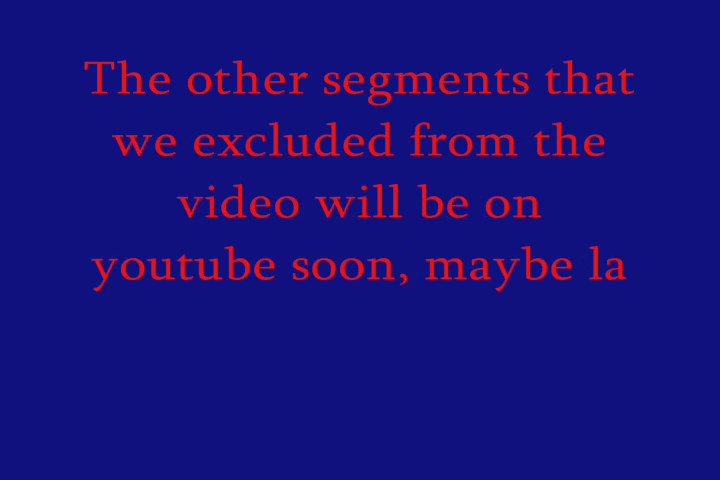 The other segments that
we excluded from the
video will be on
youtube soon, maybe la